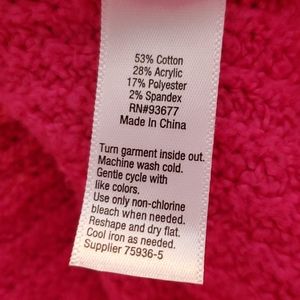 53% Cotton
28% Acrylic
17% Polyester
2% Spandex
RN#93677
Made In China
Turn garment inside out.
Machine wash cold.
Gentle cycle with
like colors.
Use only non-chlorine
bleach when needed.
Reshape and dry flat.
Cool iron as needed.
Supplier 75936-5